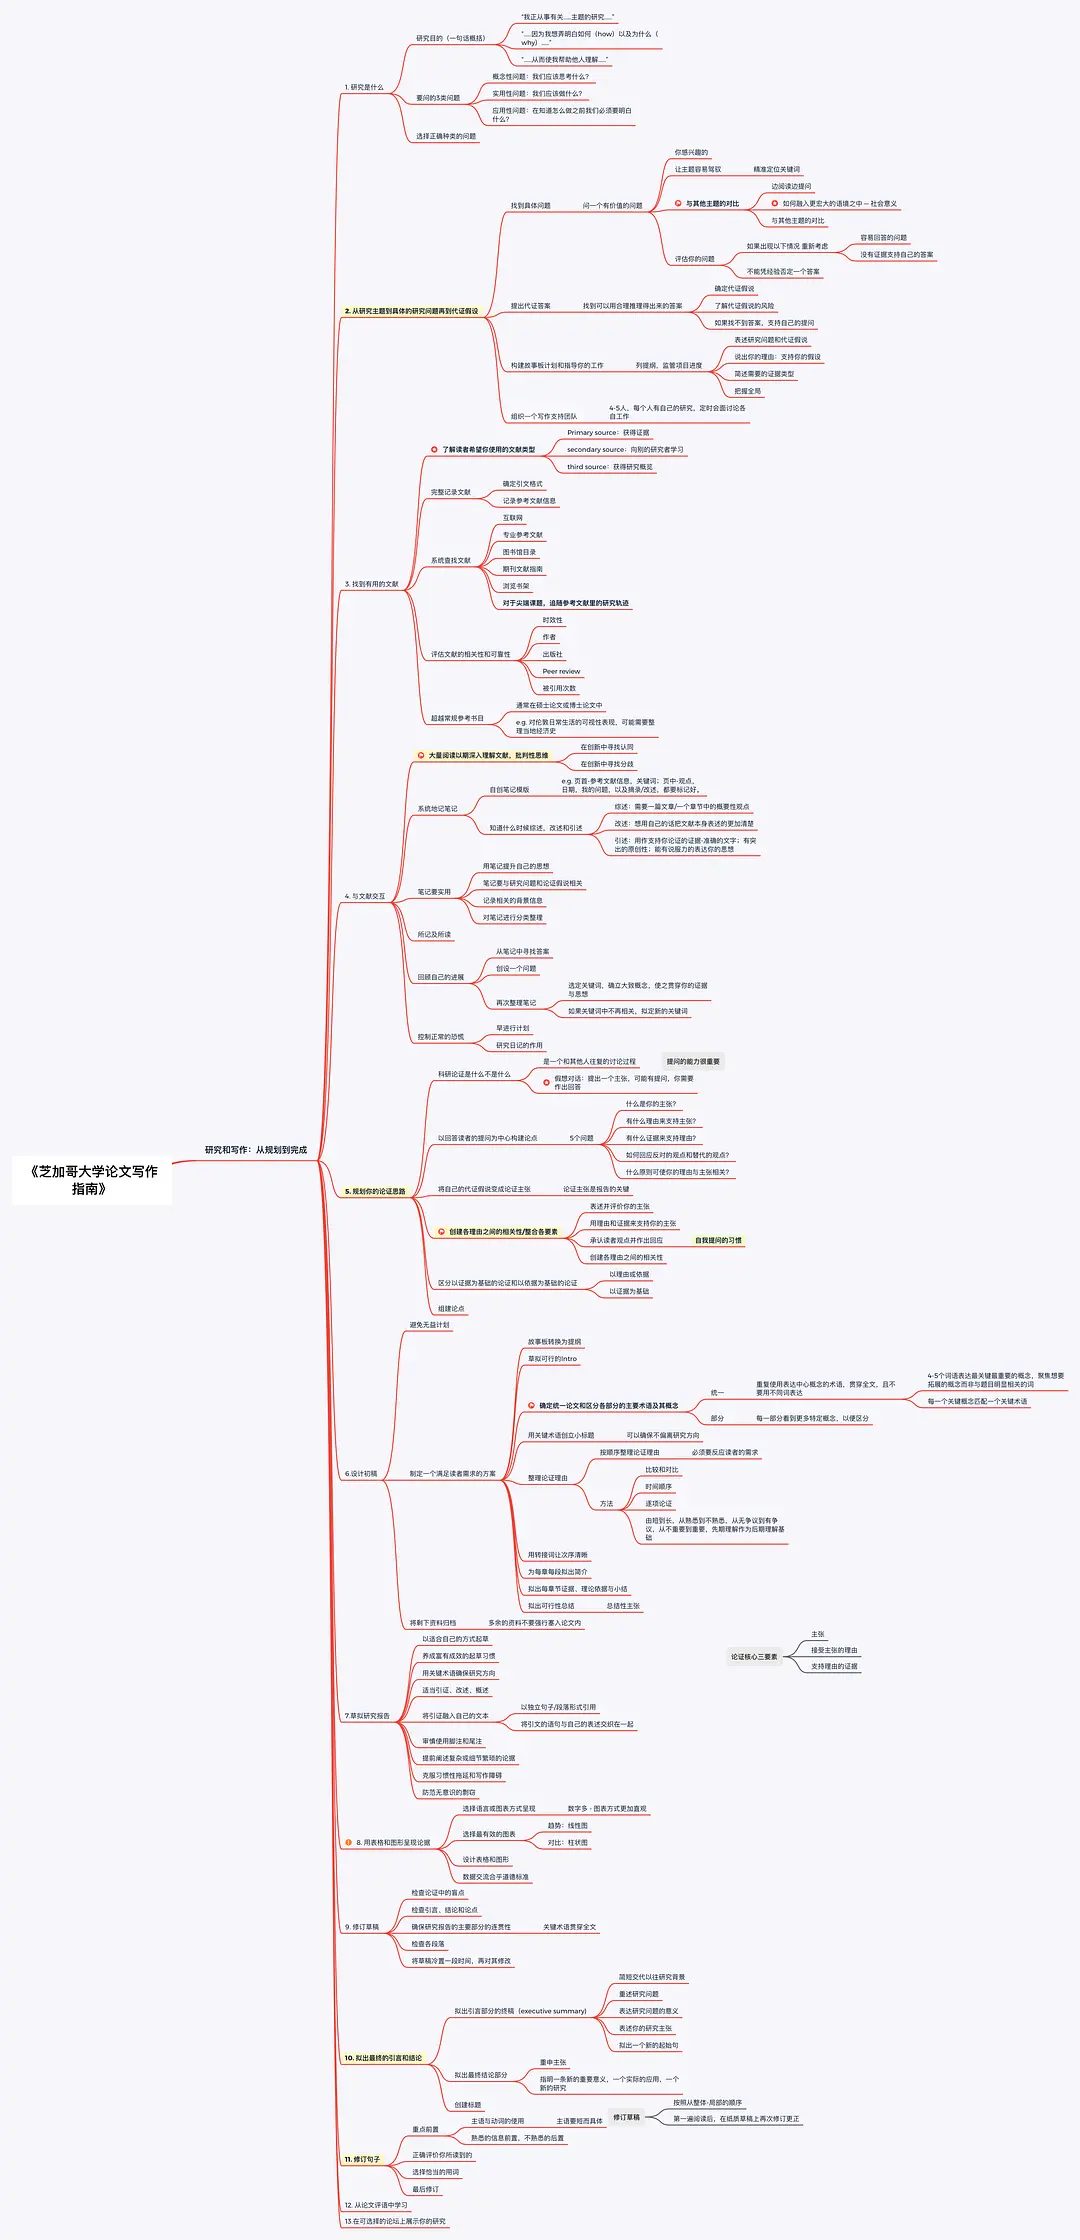 《芝加哥大学论文写作
指南》
研究和写作：从规划到完成
1. 研究是什么
研究目的（一句话概括）
“我正从事有关……主题的研究……”
“……因为我想弄明白如何（how）以及为什么（
why）……”
“……从而使我帮助他人理解……”
要问的3类问题
概念性问题：我们应该思考什么?
实用性问题：我们应该做什么?
应用性问题：在知道怎么做之前我们必须要明白
什么?
选择正确种类的问题
2. 从研究主题到具体的研究问题再到代证假设
找到具体问题
问一个有价值的问题
你感兴趣的
让主题容易驾驭
精准定位关键词
与其他主题的对比
边阅读边提问
如何融入更宏大的语境之中 — 社会意义
与其他主题的对比
评估你的问题
如果出现以下情况 重新考虑
容易回答的问题
没有证据支持自己的答案
不能凭经验否定一个答案
提出代证答案
找到可以用合理推理得出来的答案
确定代证假说
了解代证假说的风险
如果找不到答案，支持自己的提问
构建故事板计划和指导你的工作
列提纲，监管项目进度
表述研究问题和代证假说
说出你的理由：支持你的假设
简述需要的证据类型
把握全局
组织一个写作支持团队
4-5人，每个人有自己的研究，定时会面讨论各
自工作
3. 找到有用的文献
了解读者希望你使用的文献类型
Primary source：获得证据
secondary source：向别的研究者学习
third source：获得研究概览
完整记录文献
确定引文格式
记录参考文献信息
系统查找文献
互联网
专业参考文献
图书馆目录
期刊文献指南
浏览书架
对于尖端课题，追随参考文献里的研究轨迹
评估文献的相关性和可靠性
时效性
作者
出版社
Peer review
被引用次数
超越常规参考书目
通常在硕士论文或博士论文中
e.g. 对伦敦日常生活的可视性表现，可能需要整
理当地经济史
4. 与文献交互
大量阅读以期深入理解文献，批判性思维
在创新中寻找认同
在创新中寻找分歧
系统地记笔记
自创笔记模版
e.g. 页首-参考文献信息，关键词；页中-观点，
日期，我的问题，以及摘录/改述，都要标记好。
知道什么时候综述，改述和引述
综述：需要一篇文章/一个章节中的概要性观点
改述：想用自己的话把文献本身表述的更加清楚
引述：用作支持你论证的证据-准确的文字；有突
出的原创性；能有说服力的表达你的思想
笔记要实用
用笔记提升自己的思想
笔记要与研究问题和论证假说相关
记录相关的背景信息
对笔记进行分类整理
所记及所读
回顾自己的进展
从笔记中寻找答案
创设一个问题
再次整理笔记
选定关键词，确立大致概念，使之贯穿你的证据
与思想
如果关键词中不再相关，拟定新的关键词
控制正常的恐慌
早进行计划
研究日记的作用
5. 规划你的论证思路
科研论证是什么不是什么
是一个和其他人往复的讨论过程
提问的能力很重要
假想对话：提出一个主张，可能有提问，你需要
作出回答
以回答读者的提问为中心构建论点
5个问题
什么是你的主张?
有什么理由来支持主张?
有什么证据来支持理由?
如何回应反对的观点和替代的观点?
什么原则可使你的理由与主张相关?
将自己的代证假说变成论证主张
论证主张是报告的关键
创建各理由之间的相关性/整合各要素
表述并评价你的主张
用理由和证据来支持你的主张
承认读者观点并作出回应
自我提问的习惯
创建各理由之间的相关性
区分以证据为基础的论证和以依据为基础的论证
以理由或依据
以证据为基础
组建论点
6.设计初稿
避免无益计划
制定一个满足读者需求的方案
故事板转换为提纲
草拟可行的Intro
确定统一论文和区分各部分的主要术语及其概念
统一
重复使用表达中心概念的术语，贯穿全文，且不
要用不同词表达
4-5个词语表达最关键最重要的概念，聚焦想要
拓展的概念而非与题目明显相关的词
每一个关键概念匹配一个关键术语
部分
每一部分看到更多特定概念，以便区分
用关键术语创立小标题
可以确保不偏离研究方向
整理论证理由
按顺序整理论证理由
必须要反应读者的需求
方法
比较和对比
时间顺序
逐项论证
由短到长，从熟悉到不熟悉，从无争议到有争
议，从不重要到重要，先期理解作为后期理解基
础
用转接词让次序清晰
为每章每段拟出简介
拟出每章节证据、理论依据与小结
拟出可行性总结
总结性主张
将剩下资料归档
多余的资料不要强行塞入论文内
论证核心三要素
主张
接受主张的理由
支持理由的证据
7.草拟研究报告
以适合自己的方式起草
养成富有成效的起草习惯
用关键术语确保研究方向
适当引证、改述、概述
将引证融入自己的文本
以独立句子/段落形式引用
将引文的语句与自己的表述交织在一起
审慎使用脚注和尾注
提前阐述复杂或细节繁琐的论据
克服习惯性拖延和写作障碍
防范无意识的剽窃
8. 用表格和图形呈现论据
选择语言或图表方式呈现
数字多 - 图表方式更加直观
选择最有效的图表
趋势：线性图
对比：柱状图
设计表格和图形
数据交流合乎道德标准
9. 修订草稿
检查论证中的盲点
检查引言、结论和论点
确保研究报告的主要部分的连贯性
关键术语贯穿全文
检查各段落
将草稿冷置一段时间，再对其修改
10. 拟出最终的引言和结论
拟出引言部分的终稿（executive summary）
简短交代以往研究背景
重述研究问题
表达研究问题的意义
表述你的研究主张
拟出一个新的起始句
拟出最终结论部分
重申主张
指明一条新的重要意义，一个实际的应用，一个
新的研究
创建标题
11. 修订句子
重点前置
主语与动词的使用
主语要短而具体
熟悉的信息前置，不熟悉的后置
正确评价你所读到的
选择恰当的用词
最后修订
修订草稿
按照从整体-局部的顺序
第一遍阅读后，在纸质草稿上再次修订更正
12. 从论文评语中学习
13.在可选择的论坛上展示你的研究